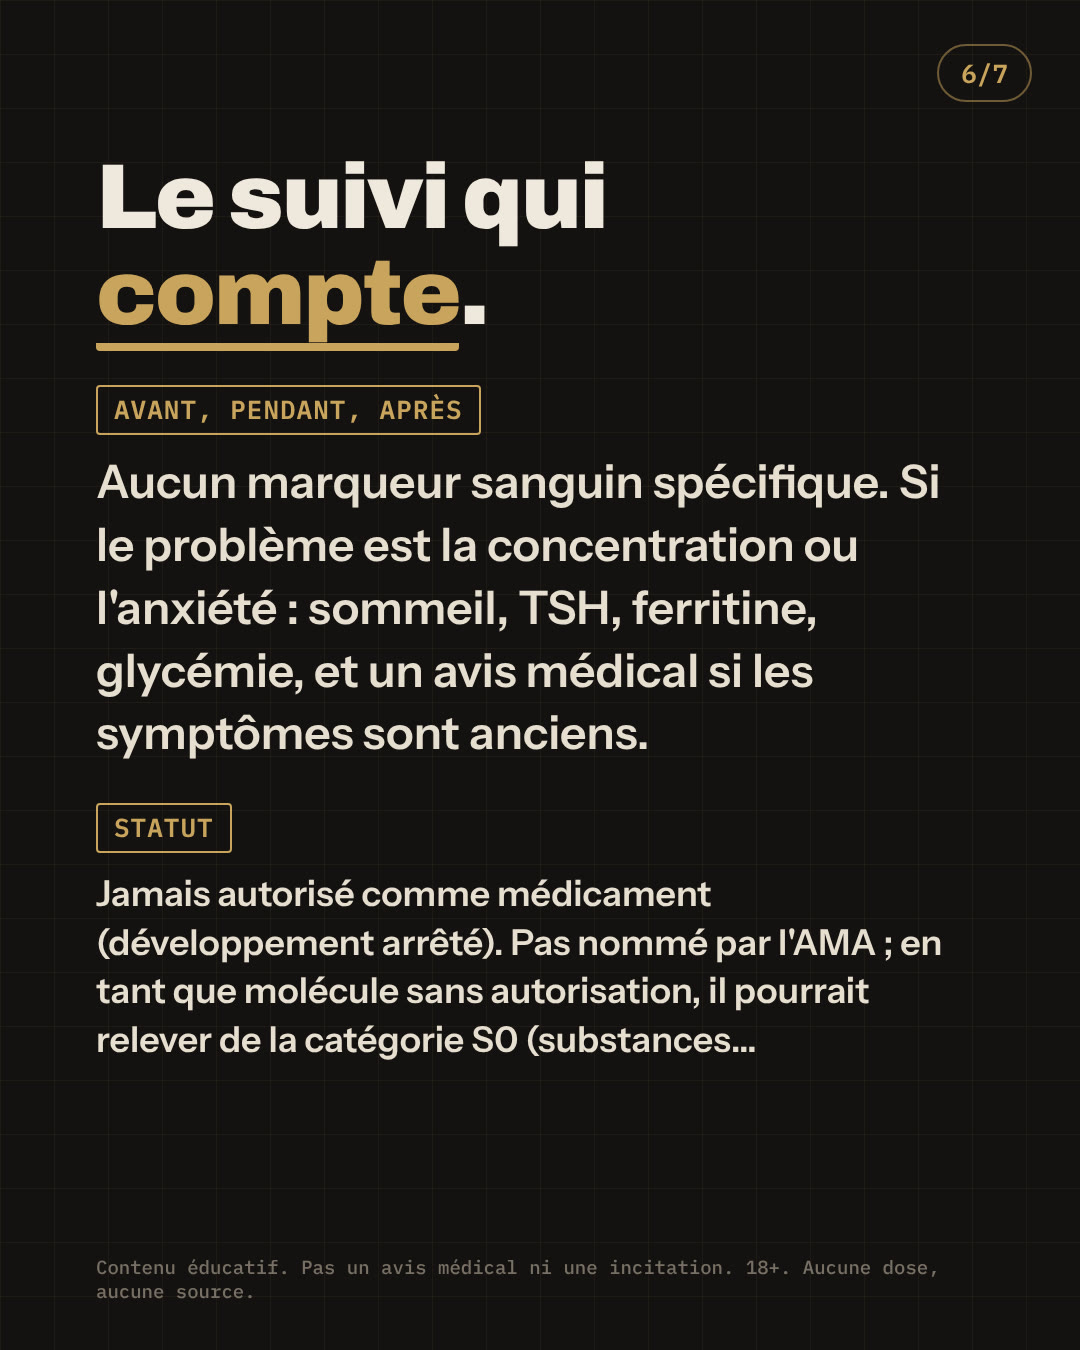 6/7
Le suivi qui
compte.
AVANT, PENDANT, APRÈS
Aucun marqueur sanguin spécifique. Si
le problème est la concentration ou
l'anxiété : sommeil, TSH, ferritine,
glycémie, et un avis médical si les
symptômes sont anciens.
STATUT
Jamais autorisé comme médicament
(développement arrêté). Pas nommé par l'AMA ; en
tant que molécule sans autorisation, il pourrait
relever de la catégorie S0 (substances…
Contenu éducatif. Pas un avis médical ni une incitation. 18+. Aucune dose,
aucune source.